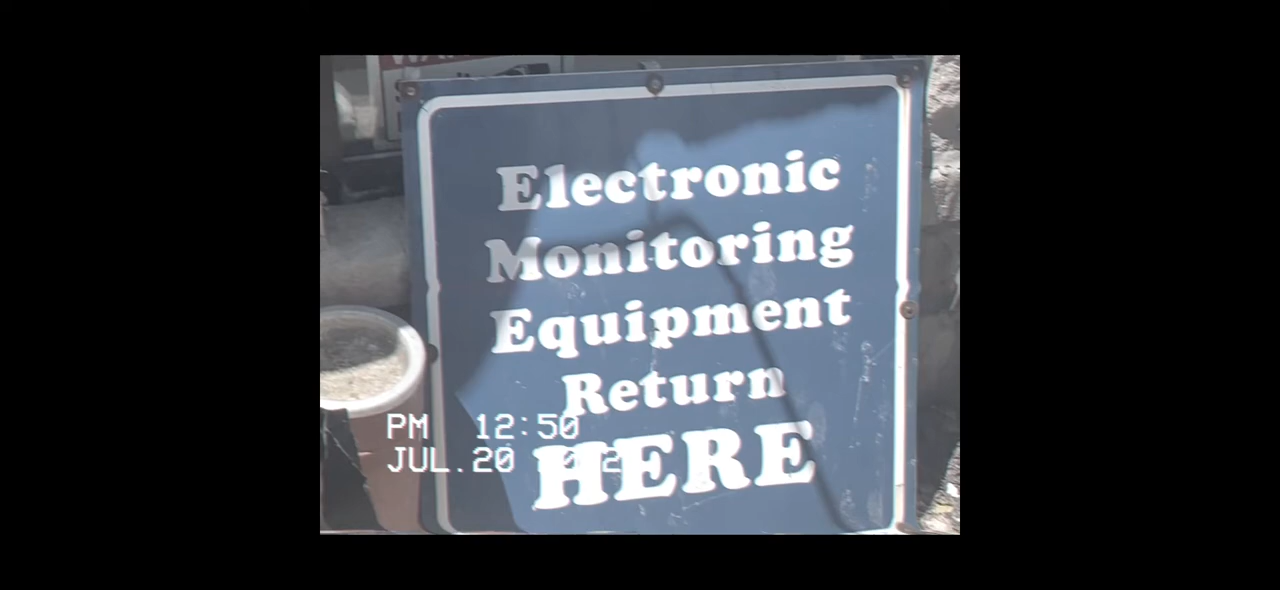 Electronic
Monitoring
Equipment
Return
HERE
PM 12:50
JUL.20